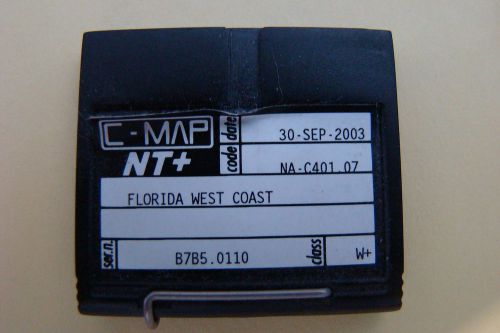 C-MAP date 30-SEP-2003
NT+ code NA-C401.07
FLORIDA WEST COAST
ser.n. B7B5.0110 class W+